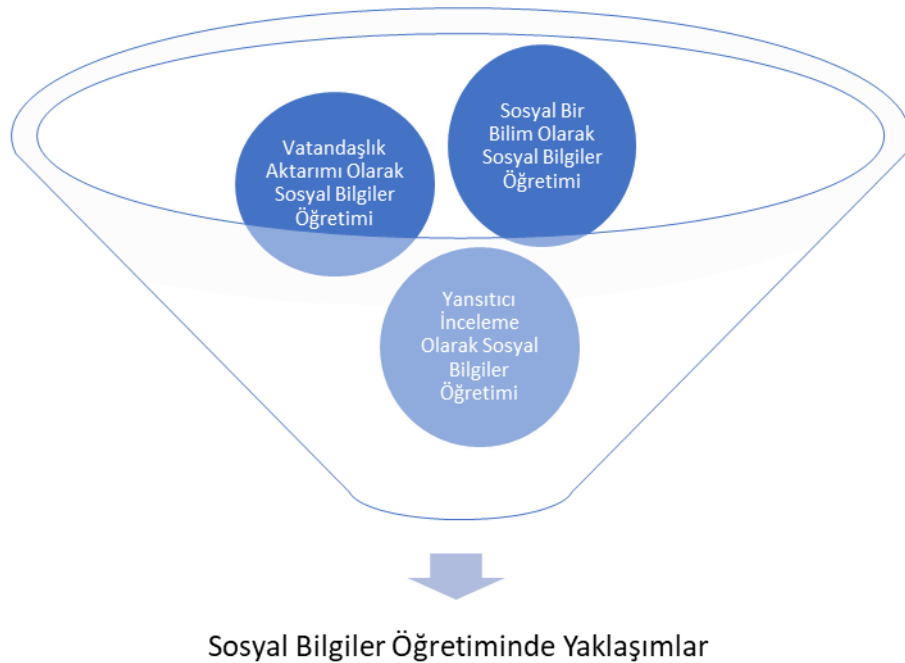 Vatandaşlık
Aktarımı Olarak
Sosyal Bilgiler
Öğretimi
Sosyal Bir
Bilim Olarak
Sosyal Bilgiler
Öğretimi
Yansıtıcı
İnceleme
Olarak Sosyal
Bilgiler
Öğretimi
Sosyal Bilgiler Öğretiminde Yaklaşımlar